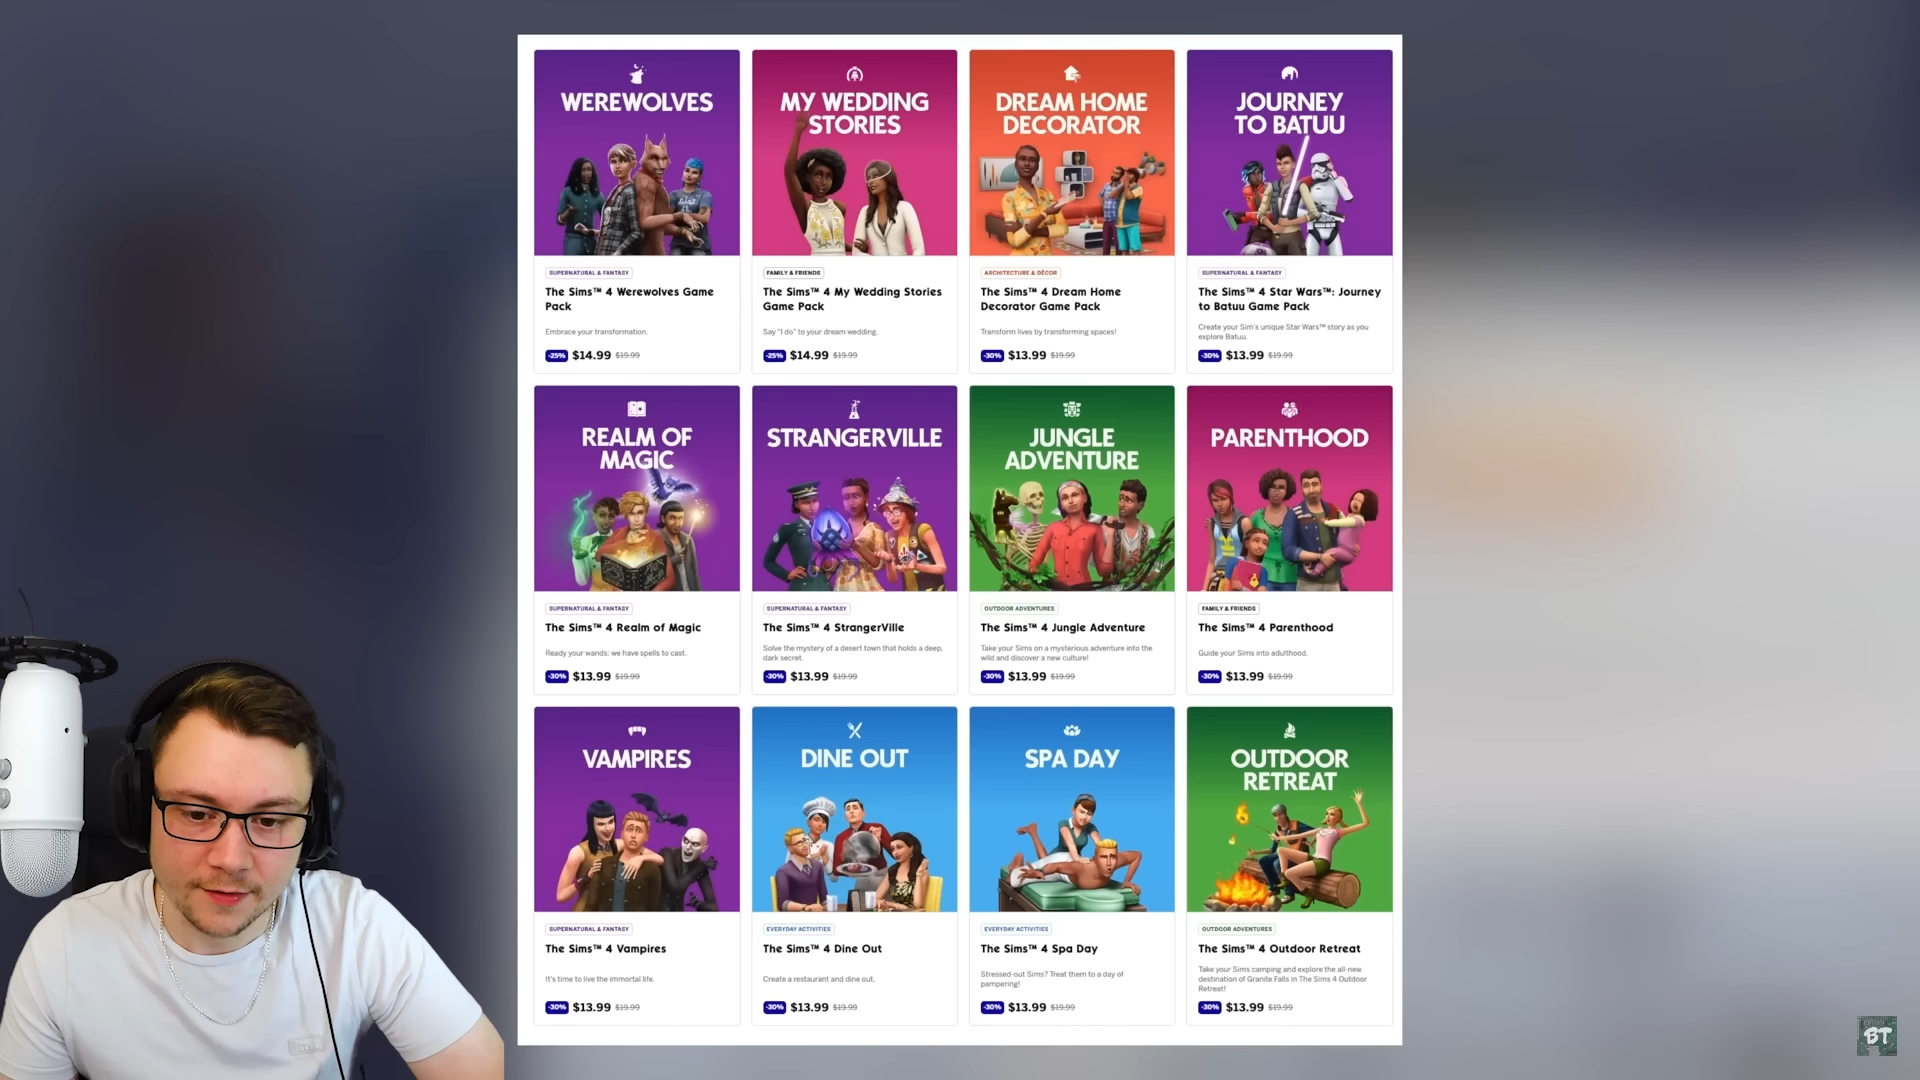 WEREWOLVES
SUPERNATURAL & FANTASY
The Sims™ 4 Werewolves Game
Pack
Embrace your transformation.
-25% $14.99 $19.99
MY WEDDING
STORIES
FAMILY & FRIENDS
The Sims™ 4 My Wedding Stories
Game Pack
Say "I do" to your dream wedding.
-25% $14.99 $19.99
DREAM HOME
DECORATOR
ARCHITECTURE & DÉCOR
The Sims™ 4 Dream Home
Decorator Game Pack
Transform lives by transforming spaces!
-30% $13.99 $19.99
JOURNEY
TO BATUU
SUPERNATURAL & FANTASY
The Sims™ 4 Star Wars™: Journey
to Batuu Game Pack
Create your Sim's unique Star Wars™ story as you
explore Batuu.
-30% $13.99 $19.99
REALM OF
MAGIC
SUPERNATURAL & FANTASY
The Sims™ 4 Realm of Magic
Ready your wands: we have spells to cast.
-30% $13.99 $19.99
STRANGERVILLE
SUPERNATURAL & FANTASY
The Sims™ 4 StrangerVille
Solve the mystery of a desert town that holds a deep,
dark secret.
-30% $13.99 $19.99
JUNGLE
ADVENTURE
OUTDOOR ADVENTURES
The Sims™ 4 Jungle Adventure
Take your Sims on a mysterious adventure into the
wild and discover a new culture!
-30% $13.99 $19.99
PARENTHOOD
FAMILY & FRIENDS
The Sims™ 4 Parenthood
Guide your Sims into adulthood.
-30% $13.99 $19.99
VAMPIRES
SUPERNATURAL & FANTASY
The Sims™ 4 Vampires
It's time to live the immortal life.
-30% $13.99 $19.99
DINE OUT
EVERYDAY ACTIVITIES
The Sims™ 4 Dine Out
Create a restaurant and dine out.
-30% $13.99 $19.99
SPA DAY
EVERYDAY ACTIVITIES
The Sims™ 4 Spa Day
Stressed-out Sims? Treat them to a day of
pampering!
-30% $13.99 $19.99
OUTDOOR
RETREAT
OUTDOOR ADVENTURES
The Sims™ 4 Outdoor Retreat
Take your Sims camping and explore the all-new
destination of Granite Falls in The Sims 4 Outdoor
Retreat!
-30% $13.99 $19.99
BT